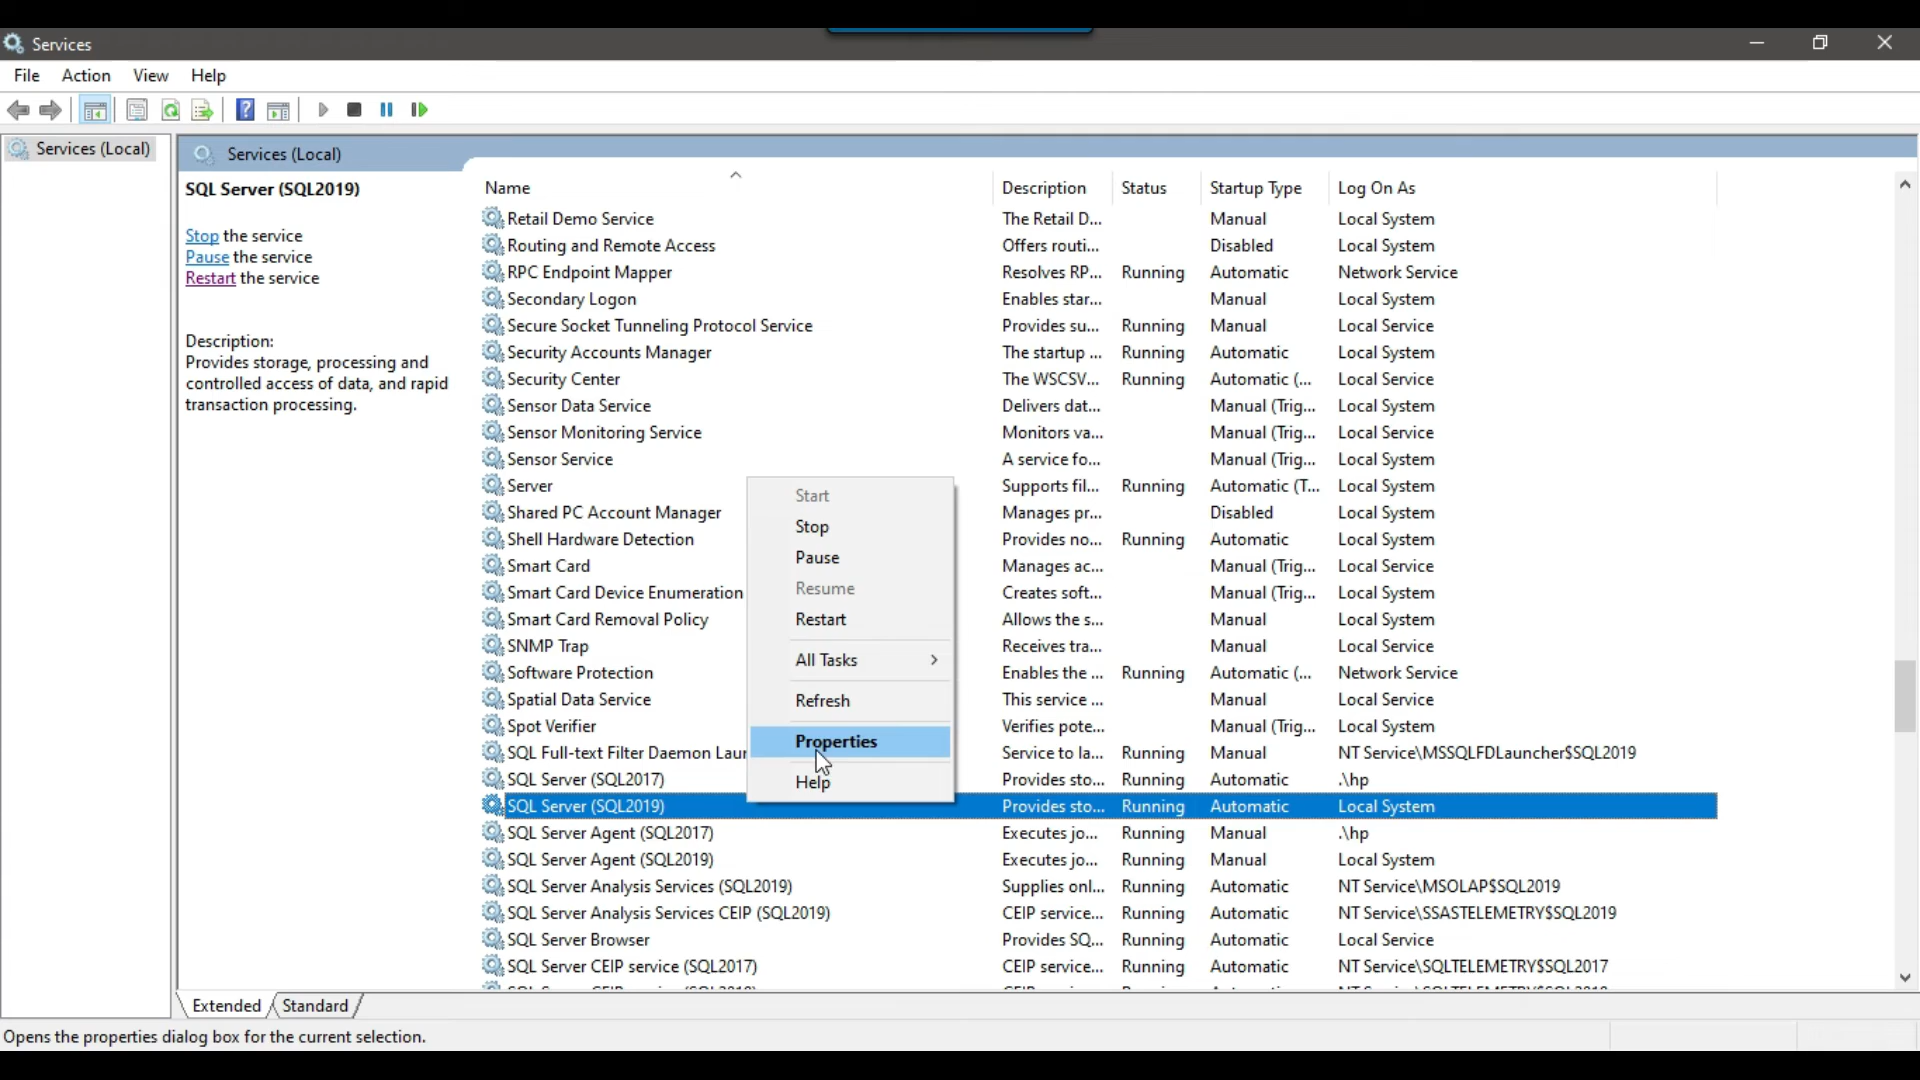 Services
File Action View Help
Services (Local)
Services (Local)
SQL Server (SQL2019)
Stop the service
Pause the service
Restart the service
Description:
Provides storage, processing and
controlled access of data, and rapid
transaction processing.
Name Description Status Startup Type Log On As
Retail Demo Service The Retail D... Manual Local System
Routing and Remote Access Offers routi... Disabled Local System
RPC Endpoint Mapper Resolves RP... Running Automatic Network Service
Secondary Logon Enables star... Manual Local System
Secure Socket Tunneling Protocol Service Provides su... Running Manual Local Service
Security Accounts Manager The startup ... Running Automatic Local System
Security Center The WSCSV... Running Automatic (... Local Service
Sensor Data Service Delivers dat... Manual (Trig... Local System
Sensor Monitoring Service Monitors va... Manual (Trig... Local Service
Sensor Service A service fo... Manual (Trig... Local System
Server Supports fil... Running Automatic (T... Local System
Shared PC Account Manager Manages pr... Disabled Local System
Shell Hardware Detection Provides no... Running Automatic Local System
Smart Card Manages ac... Manual (Trig... Local Service
Smart Card Device Enumeration Creates soft... Manual (Trig... Local System
Smart Card Removal Policy Allows the s... Manual Local System
SNMP Trap Receives tra... Manual Local Service
Software Protection Enables the ... Running Automatic (... Network Service
Spatial Data Service This service ... Manual Local Service
Spot Verifier Verifies pote... Manual (Trig... Local System
SQL Full-text Filter Daemon Service to la... Running Manual NT Service\MSSQLFDLauncher$SQL2019
SQL Server (SQL2017) Provides sto... Running Automatic .\hp
SQL Server (SQL2019) Provides sto... Running Automatic Local System
SQL Server Agent (SQL2017) Executes jo... Running Manual .\hp
SQL Server Agent (SQL2019) Executes jo... Running Manual Local System
SQL Server Analysis Services (SQL2019) Supplies onl... Running Automatic NT Service\MSOLAP$SQL2019
SQL Server Analysis Services CEIP (SQL2019) CEIP service... Running Automatic NT Service\SSASTELEMETRY$SQL2019
SQL Server Browser Provides SQ... Running Automatic Local Service
SQL Server CEIP service (SQL2017) CEIP service... Running Automatic NT Service\SQLTELEMETRY$SQL2017
Start
Stop
Pause
Resume
Restart
All Tasks
Refresh
Properties
Help
Extended Standard
Opens the properties dialog box for the current selection.